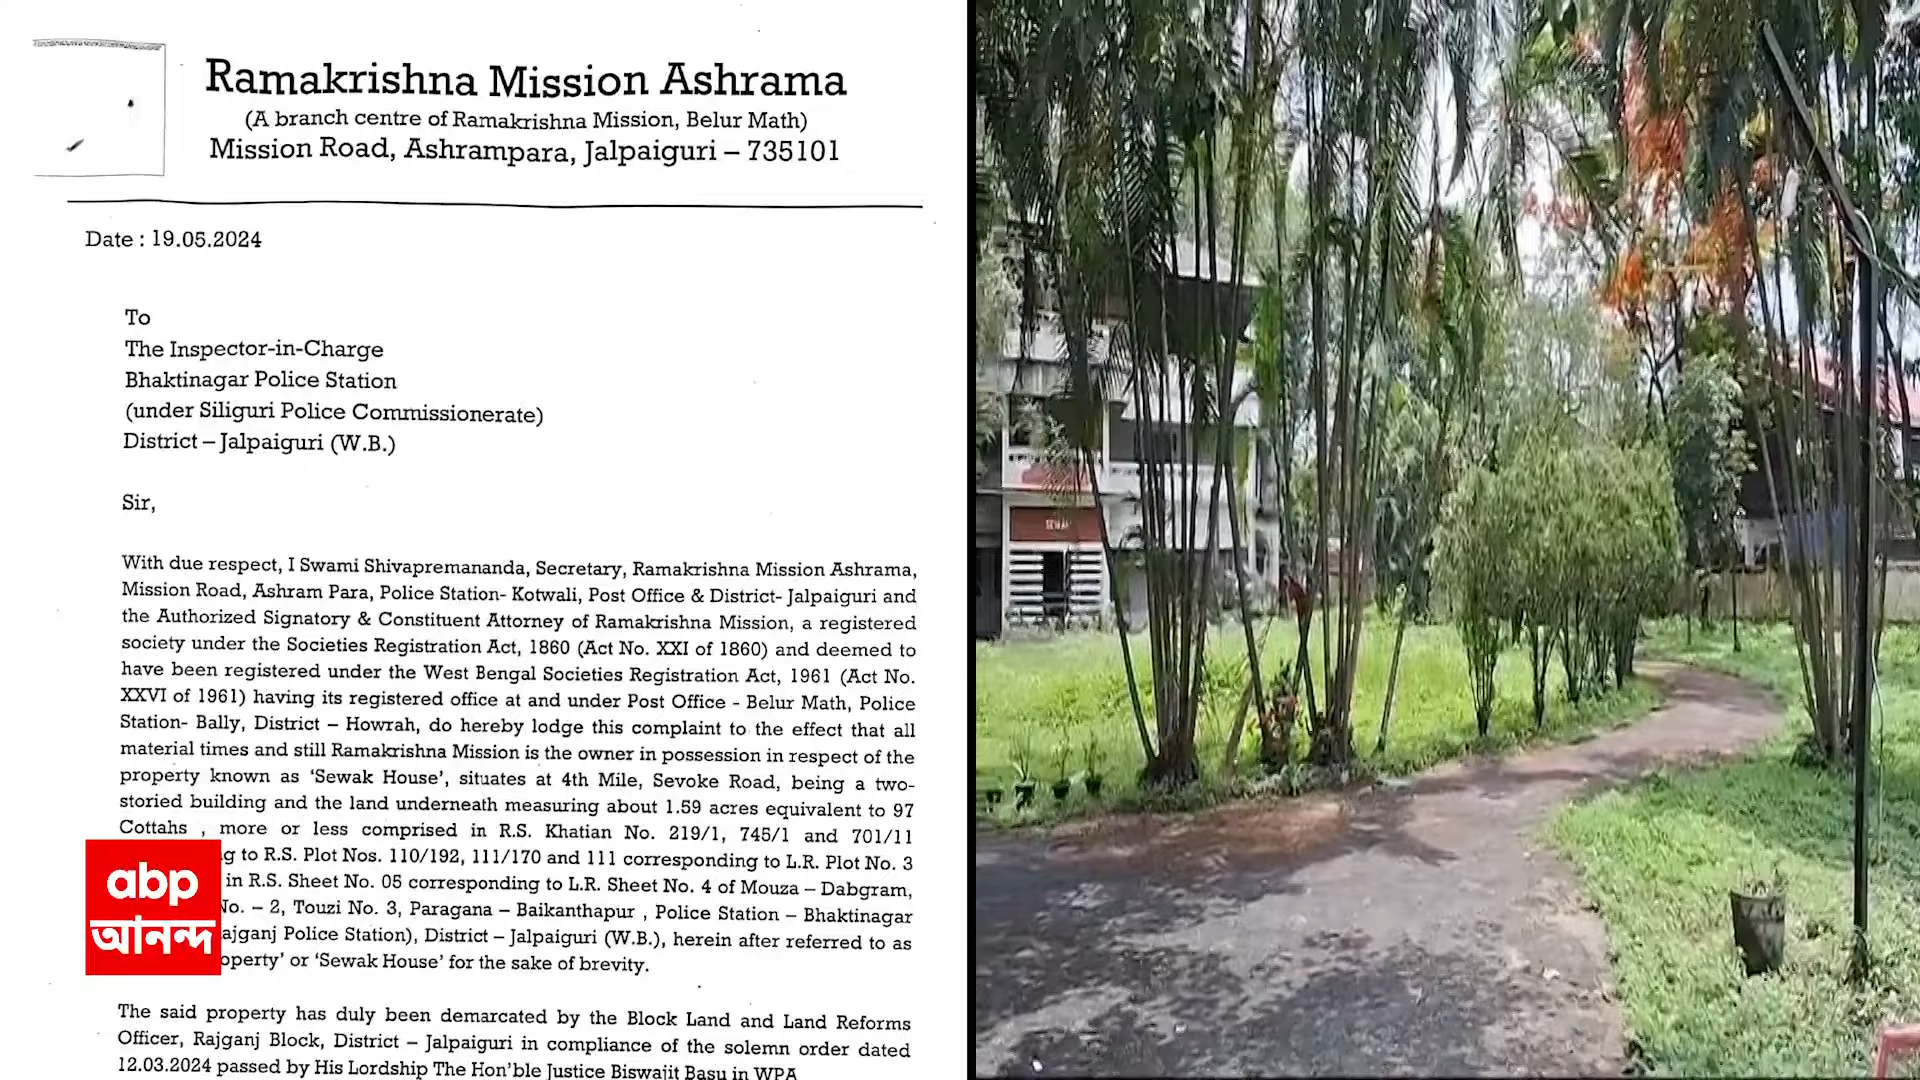 Ramakrishna Mission Ashrama
(A branch centre of Ramakrishna Mission, Belur Math)
Mission Road, Ashrampara, Jalpaiguri – 735101
Date : 19.05.2024
To
The Inspector-in-Charge
Bhaktinagar Police Station
(under Siliguri Police Commissionerate)
District – Jalpaiguri (W.B.)
Sir,
With due respect, I Swami Shivapremananda, Secretary, Ramakrishna Mission Ashrama,
Mission Road, Ashram Para, Police Station- Kotwali, Post Office & District- Jalpaiguri and
the Authorized Signatory & Constituent Attorney of Ramakrishna Mission, a registered
society under the Societies Registration Act, 1860 (Act No. XXI of 1860) and deemed to
have been registered under the West Bengal Societies Registration Act, 1961 (Act No.
XXVI of 1961) having its registered office at and under Post Office - Belur Math, Police
Station- Bally, District – Howrah, do hereby lodge this complaint to the effect that all
material times and still Ramakrishna Mission is the owner in possession in respect of the
property known as ‘Sewak House’, situates at 4th Mile, Sevoke Road, being a two-
storied building and the land underneath measuring about 1.59 acres equivalent to 97
Cottahs , more or less comprised in R.S. Khatian No. 219/1, 745/1 and 701/11
g to R.S. Plot Nos. 110/192, 111/170 and 111 corresponding to L.R. Plot No. 3
in R.S. Sheet No. 05 corresponding to L.R. Sheet No. 4 of Mouza – Dabgram,
No. – 2, Touzi No. 3, Paragana – Baikanthapur , Police Station – Bhaktinagar
ajganj Police Station), District – Jalpaiguri (W.B.), herein after referred to as
operty’ or ‘Sewak House’ for the sake of brevity.
The said property has duly been demarcated by the Block Land and Land Reforms
Officer, Rajganj Block, District – Jalpaiguri in compliance of the solemn order dated
12.03.2024 passed by His Lordship The Hon’ble Justice Biswajit Basu in WPA
abp
আনন্দ